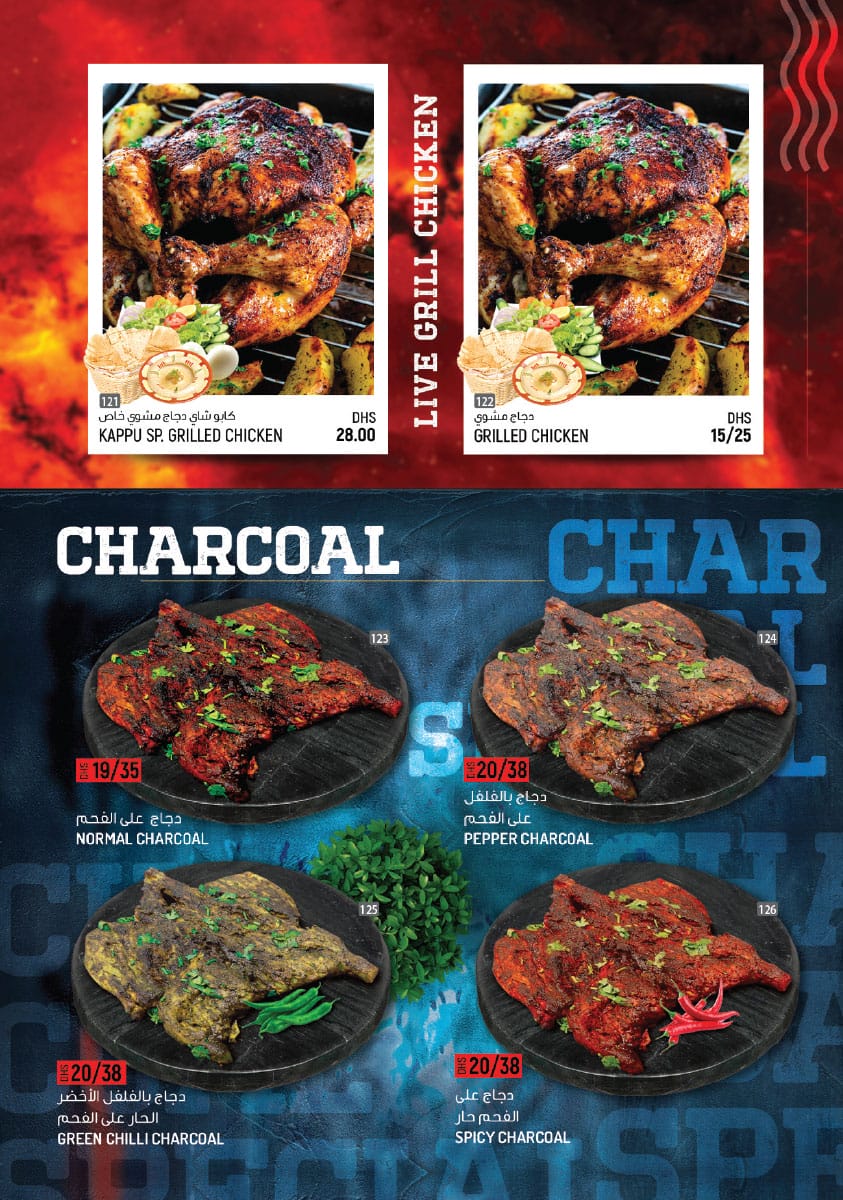 LIVE GRILL CHICKEN
121
كابو شاي دجاج مشوي خاص
KAPPU SP. GRILLED CHICKEN
DHS
28.00
122
دجاج مشوي
GRILLED CHICKEN
DHS
15/25
CHARCOAL
CHAR
123
DHS 19/35
دجاج على الفحم
NORMAL CHARCOAL
124
DHS 20/38
دجاج بالفلفل
على الفحم
PEPPER CHARCOAL
125
DHS 20/38
دجاج بالفلفل الأخضر
الحار على الفحم
GREEN CHILLI CHARCOAL
126
DHS 20/38
دجاج على
الفحم حار
SPICY CHARCOAL